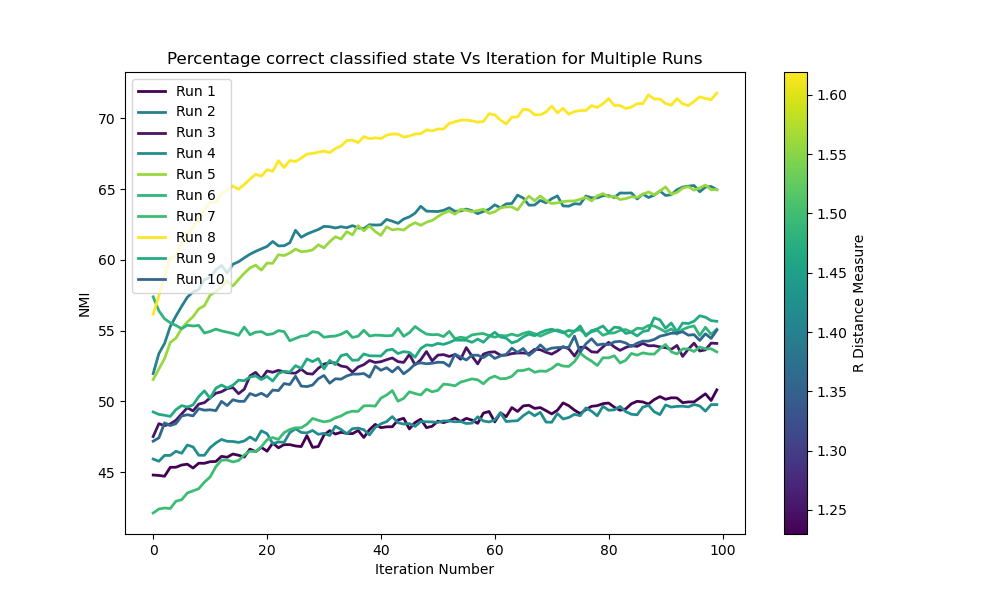 Percentage correct classified state Vs Iteration for Multiple Runs
Run 1
Run 2
Run 3
Run 4
Run 5
Run 6
Run 7
Run 8
Run 9
Run 10
70
65
60
55
50
45
NMI
0 20 40 60 80 100
Iteration Number
1.60
1.55
1.50
1.45
1.40
1.35
1.30
1.25
R Distance Measure